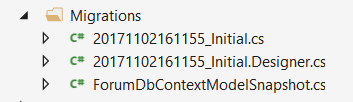 Migrations
C# 20171102161155_Initial.cs
C# 20171102161155_Initial.Designer.cs
C# ForumDbContextModelSnapshot.cs